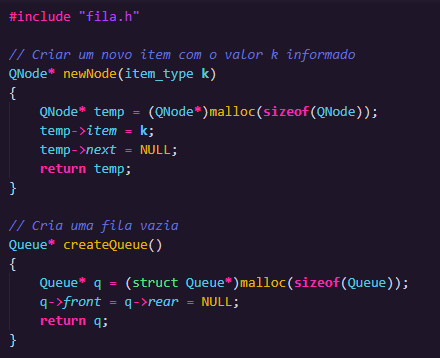 #include "fila.h"
// Criar um novo item com o valor k informado
QNode* newNode(item_type k)
{
QNode* temp = (QNode*)malloc(sizeof(QNode));
temp->item = k;
temp->next = NULL;
return temp;
}
// Cria uma fila vazia
Queue* createQueue()
{
Queue* q = (struct Queue*)malloc(sizeof(Queue));
q->front = q->rear = NULL;
return q;
}